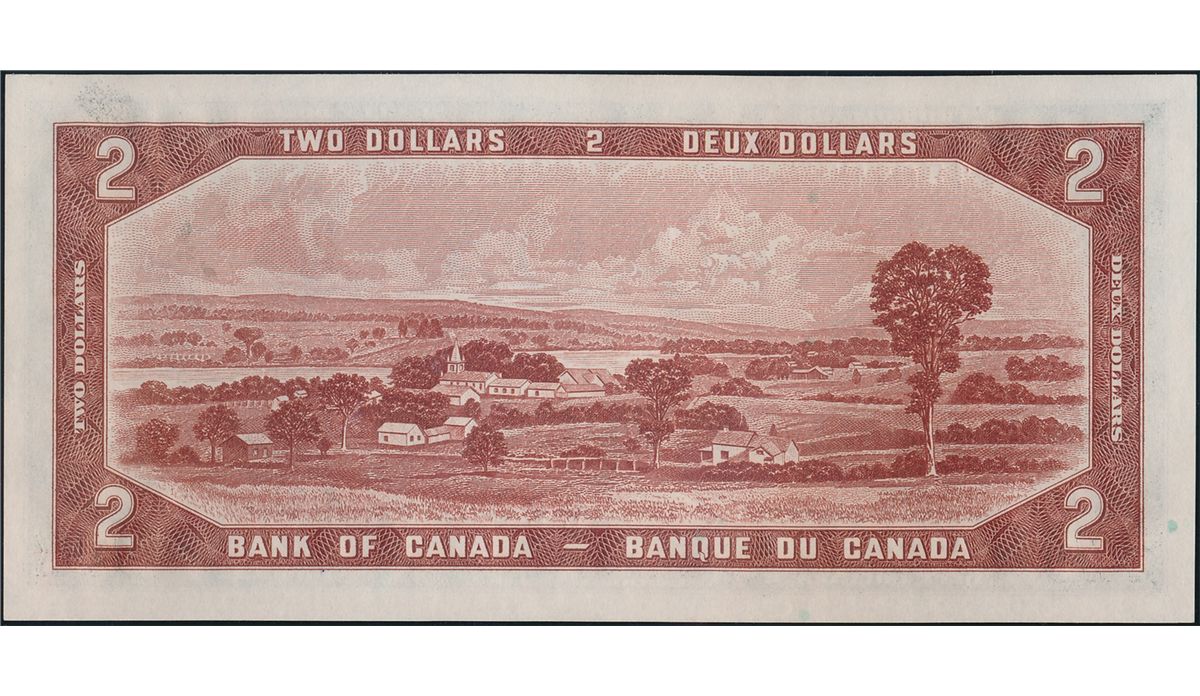 TWO DOLLARS 2 DEUX DOLLARS
2
2
TWO DOLLARS
DEUX DOLLARS
2
2
BANK OF CANADA – BANQUE DU CANADA